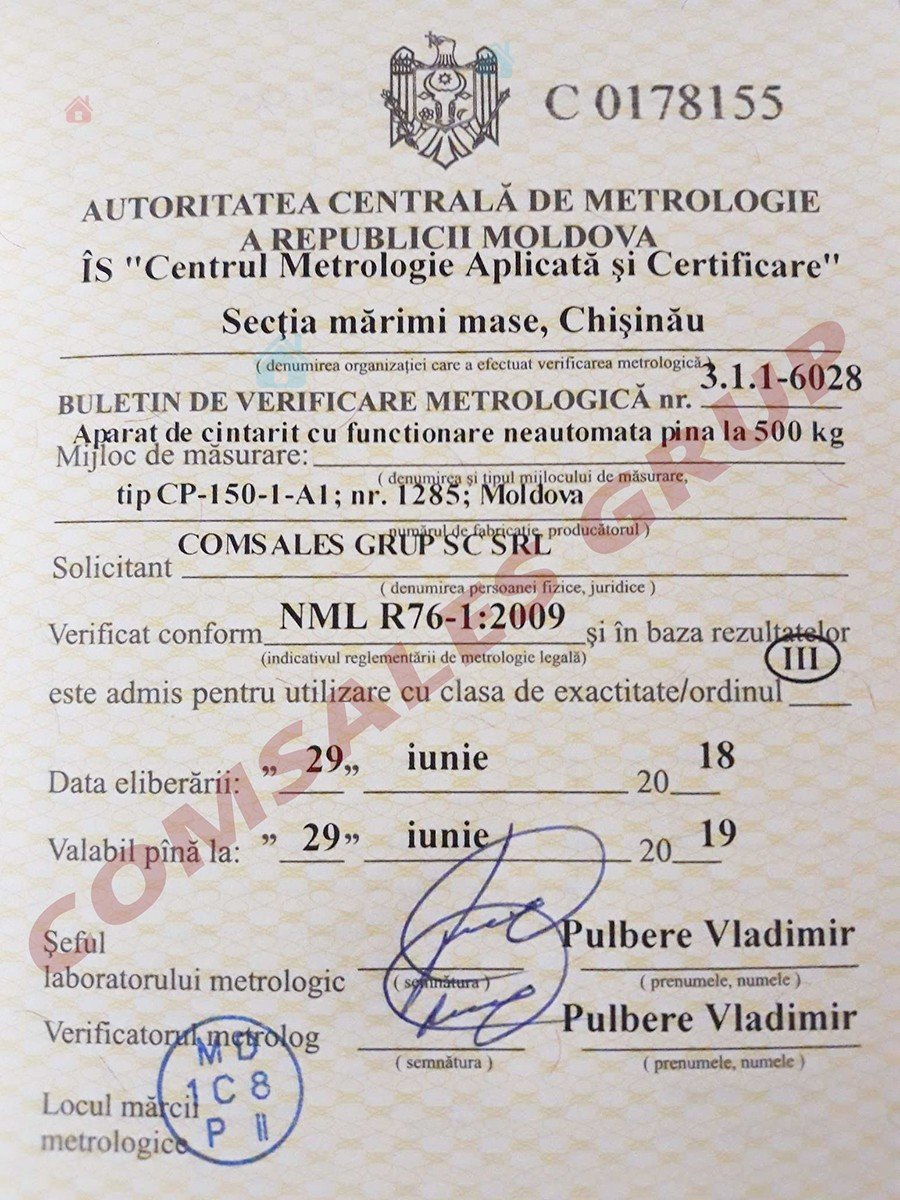 C 0178155
AUTORITATEA CENTRALĂ DE METROLOGIE
A REPUBLICII MOLDOVA
ÎS "Centrul Metrologie Aplicată şi Certificare"
Secţia mărimi mase, Chişinău
( denumirea organizaţiei care a efectuat verificarea metrologică )
BULETIN DE VERIFICARE METROLOGICĂ nr. 3.1.1-6028
Aparat de cintarit cu functionare neautomata pina la 500 kg
Mijloc de măsurare:
( denumirea şi tipul mijlocului de măsurare,
tip CP-150-1-A1; nr. 1285; Moldova
numărul de fabricaţie, producătorul )
COMSALES GRUP SC SRL
Solicitant
( denumirea persoanei fizice, juridice )
Verificat conform NML R76-1:2009 şi în baza rezultatelor
(indicativul reglementării de metrologie legală)
este admis pentru utilizare cu clasa de exactitate/ordinul III
Data eliberării: „ 29„ iunie 20 18
Valabil pînă la: ” 29” iunie 20 19
Şeful
laboratorului metrologic Pulbere Vladimir
( semnătura ) ( prenumele, numele )
Verificatorul metrolog Pulbere Vladimir
( semnătura ) ( prenumele, numele )
Locul mărcii
metrologice
MD
1C8
P II
COMSALES GRUP